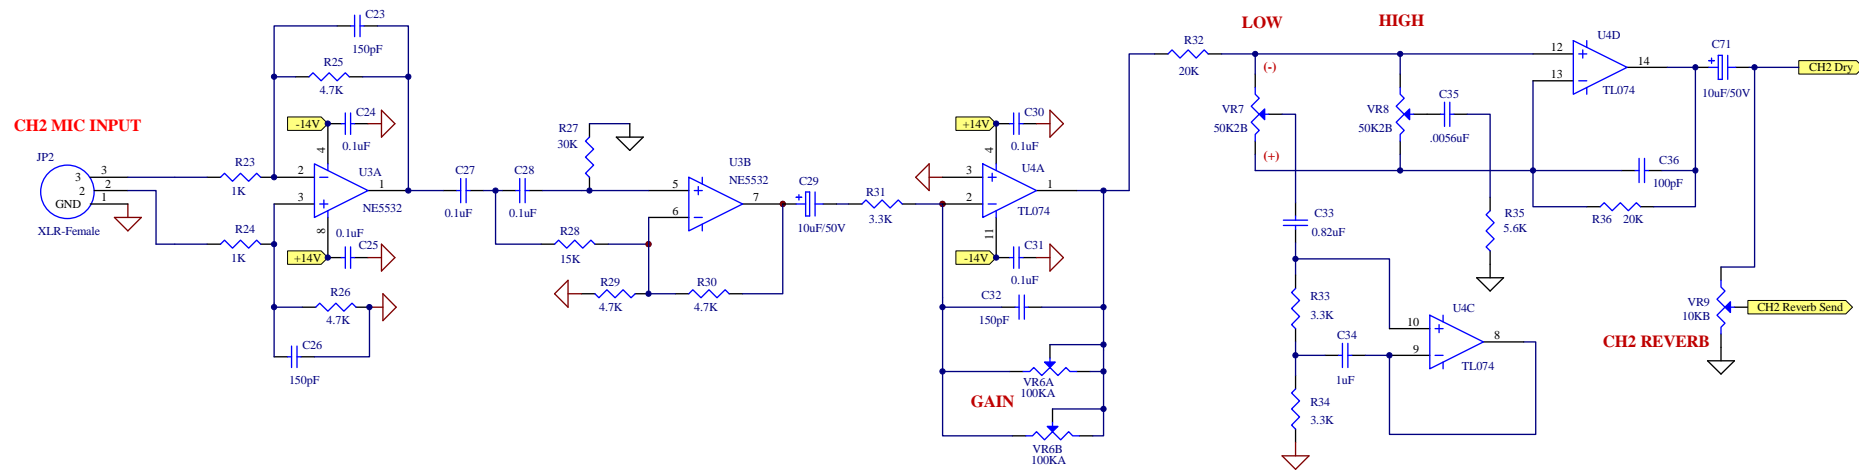 CH2 MIC INPUT
JP2
3
2
GND
1
XLR-Female
3
2
1
R23
1K
R24
1K
C23
150pF
R25
4.7K
-14V
C24
0.1uF
4
U3A
2
3
1
NE5532
8
0.1uF
+14V
C25
R26
4.7K
C26
150pF
C27
0.1uF
C28
0.1uF
R27
30K
R28
15K
R29
4.7K
R30
4.7K
U3B
NE5532
5
6
7
C29
10uF/50V
R31
3.3K
+14V
C30
0.1uF
4
U4A
3
2
1
TL074
11
-14V
C31
0.1uF
C32
150pF
VR6A
100KA
GAIN
VR6B
100KA
R32
20K
LOW
HIGH
(-)
VR7
50K2B
(+)
VR8
50K2B
C35
.0056uF
C33
0.82uF
R35
5.6K
R33
3.3K
C34
1uF
R34
3.3K
U4C
10
9
8
TL074
U4D
12
13
14
TL074
C36
100pF
R36
20K
C71
10uF/50V
CH2 Dry
VR9
10KB
CH2 Reverb Send
CH2 REVERB